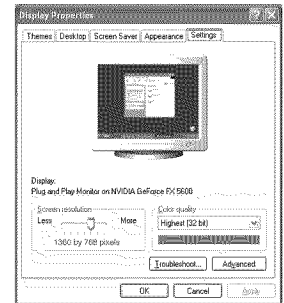 Display Properties
Themes Desktop Screen Saver Appearance Settings
Display:
Plug and Play Monitor on NVIDIA GeForce FX 5600
Screen resolution
Less More
1360 by 768 pixels
Color quality
Highest (32 bit)
Troubleshoot... Advanced
OK Cancel Apply